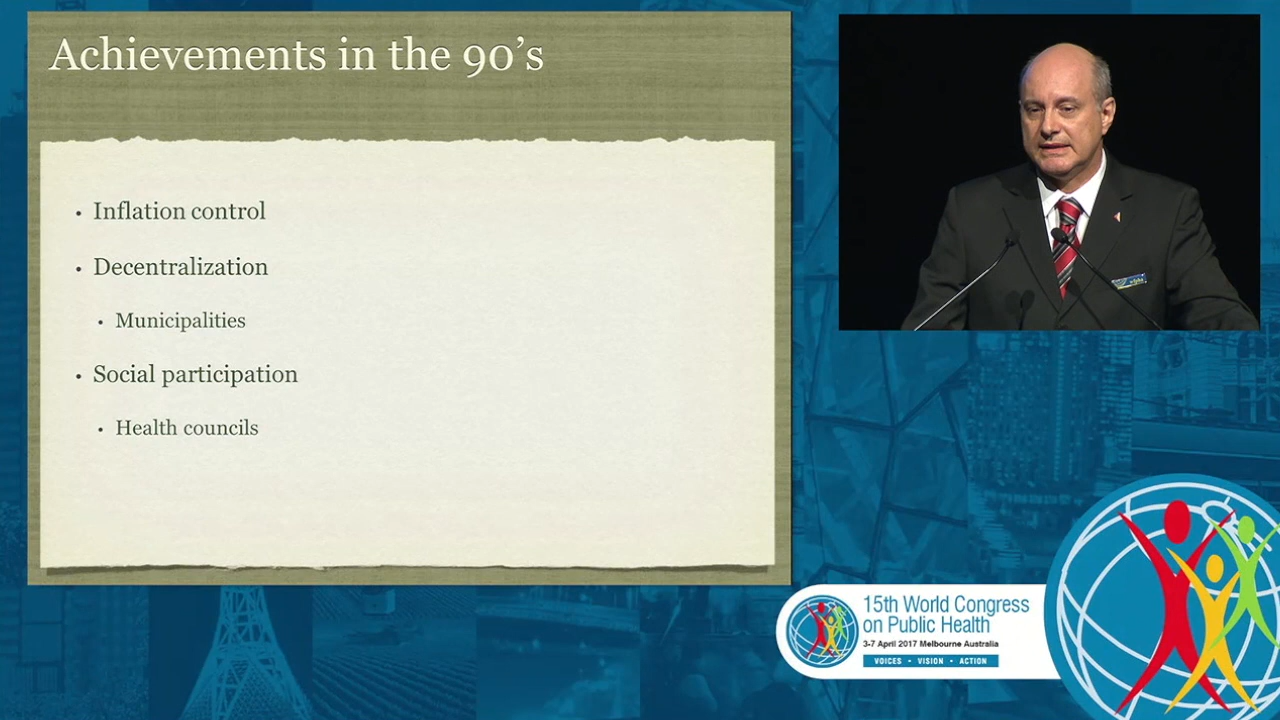 Achievements in the 90's
• Inflation control
• Decentralization
• Municipalities
• Social participation
• Health councils
15th World Congress
on Public Health
3-7 April 2017 Melbourne Australia
VOICES • VISION • ACTION